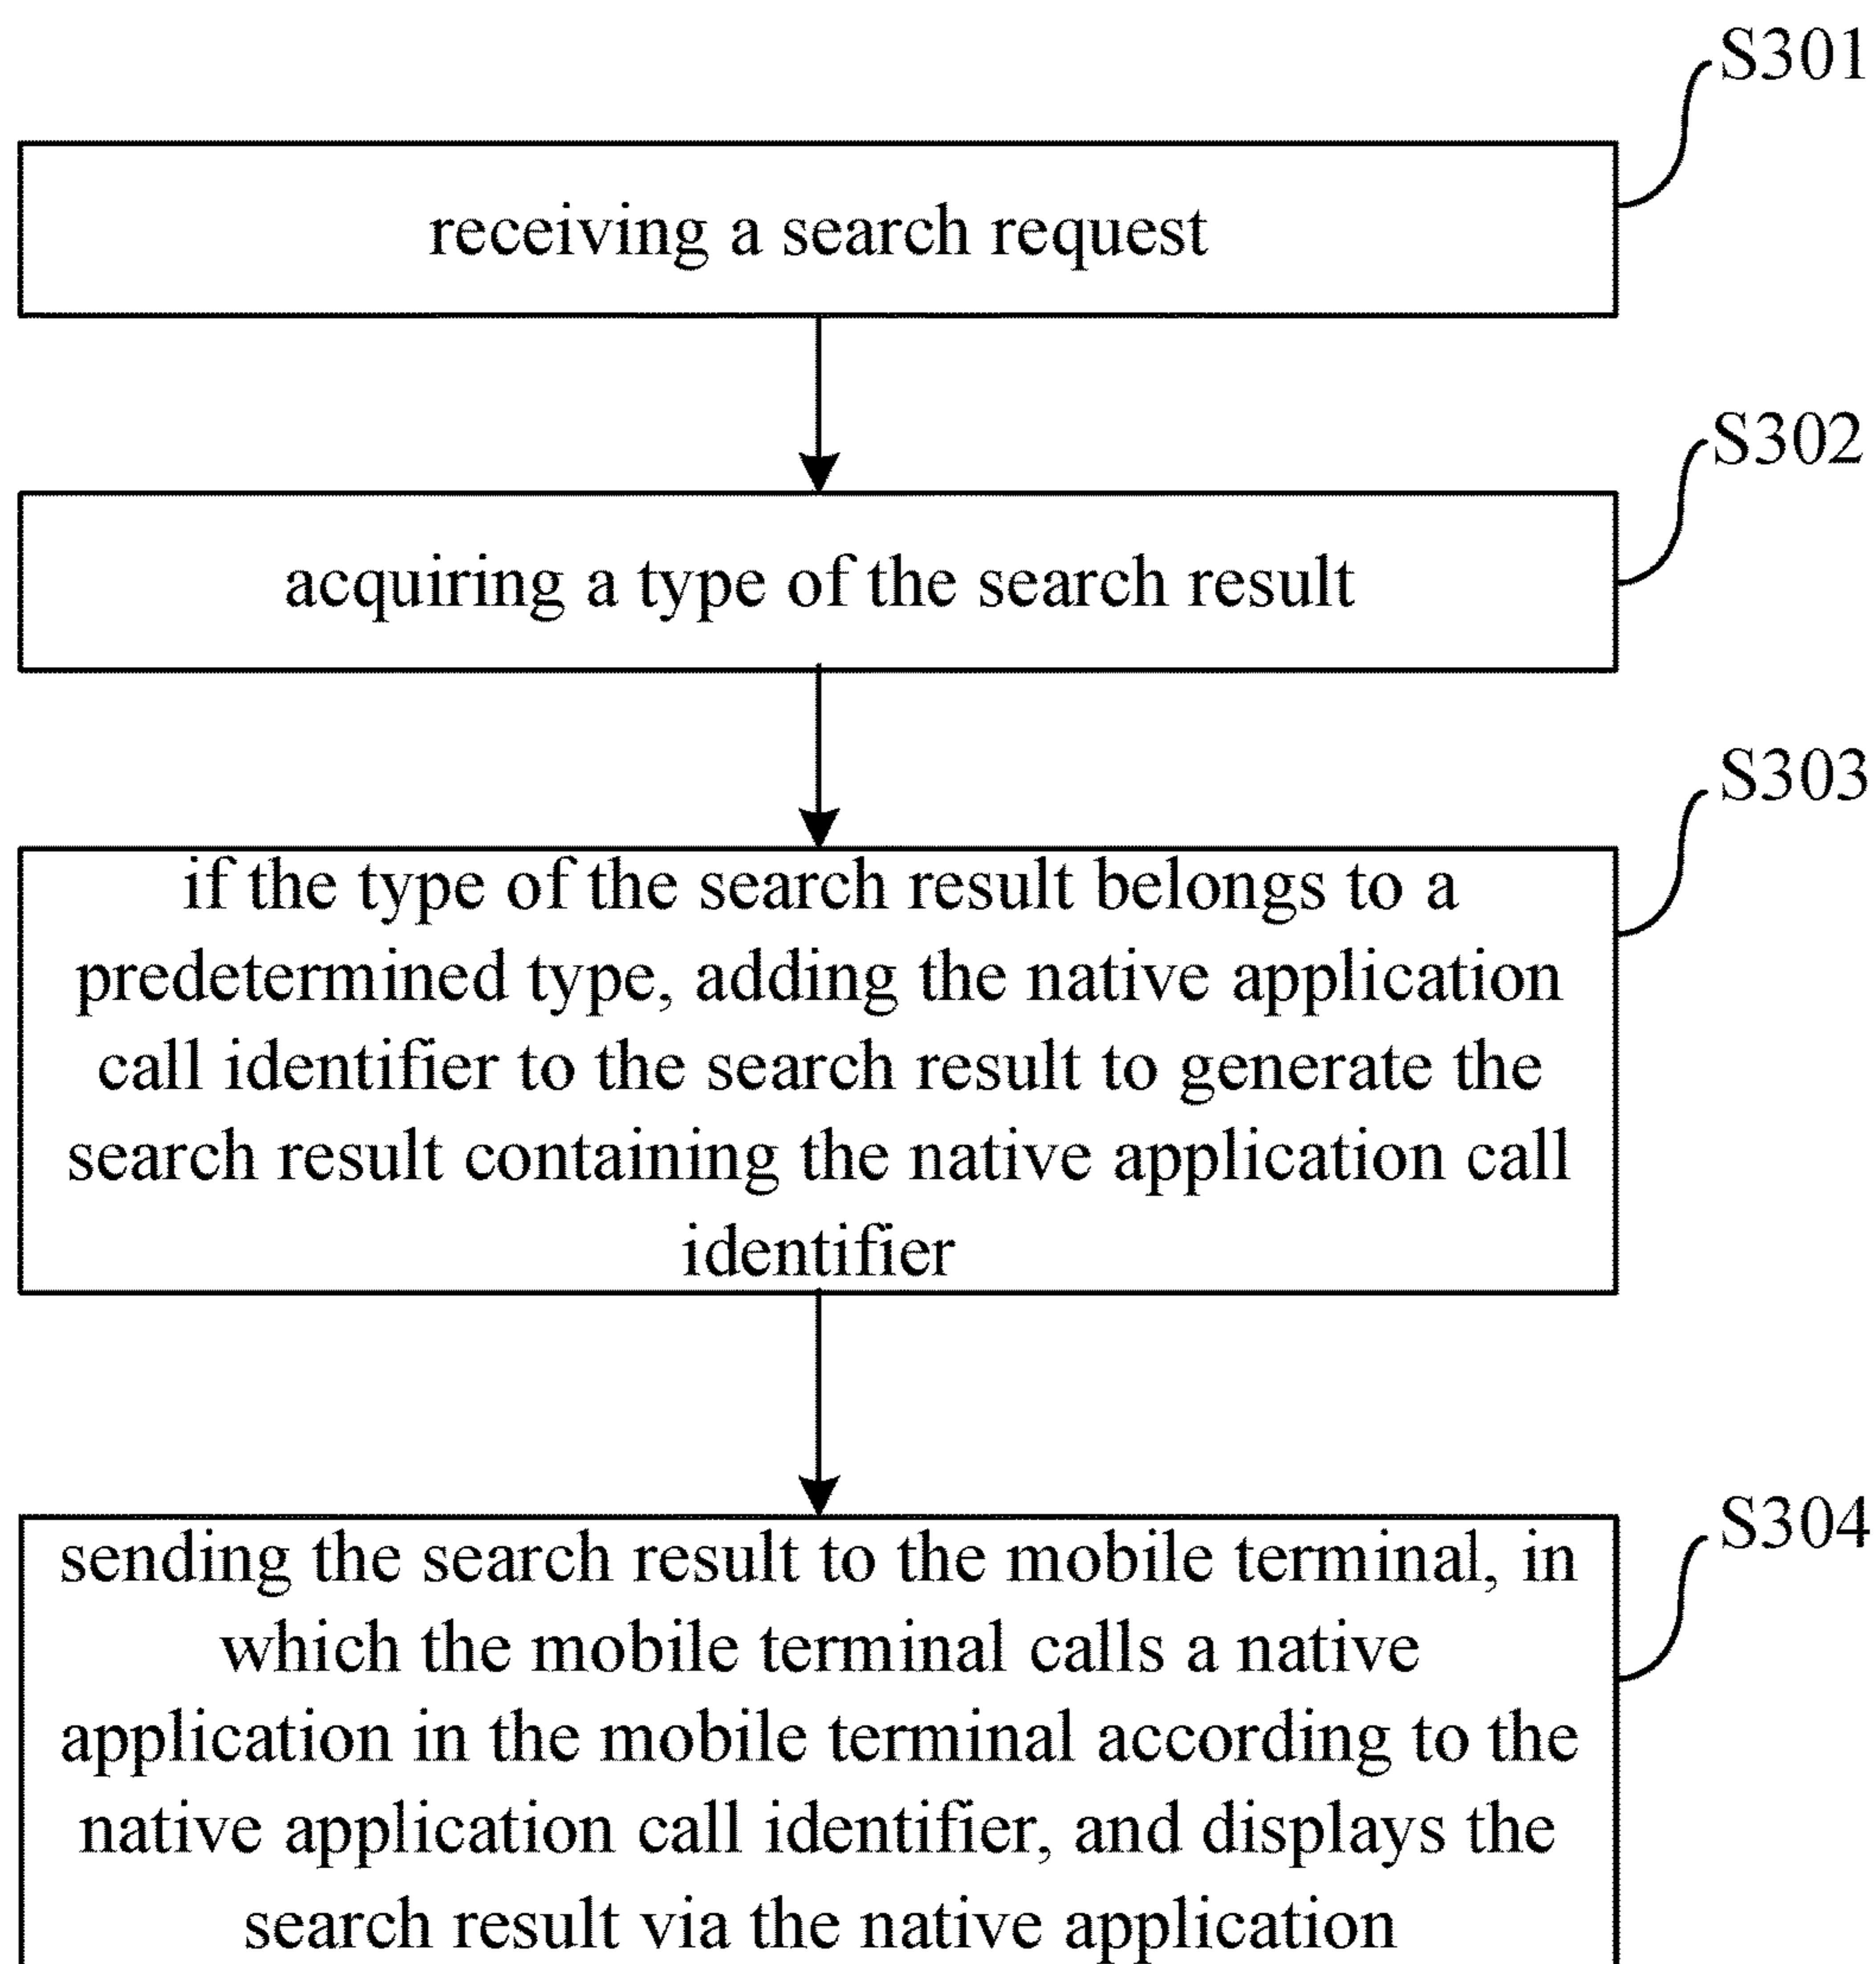 S301
receiving a search request
S302
acquiring a type of the search result
S303
if the type of the search result belongs to a
predetermined type, adding the native application
call identifier to the search result to generate the
search result containing the native application call
identifier
S304
sending the search result to the mobile terminal, in
which the mobile terminal calls a native
application in the mobile terminal according to the
native application call identifier, and displays the
search result via the native application